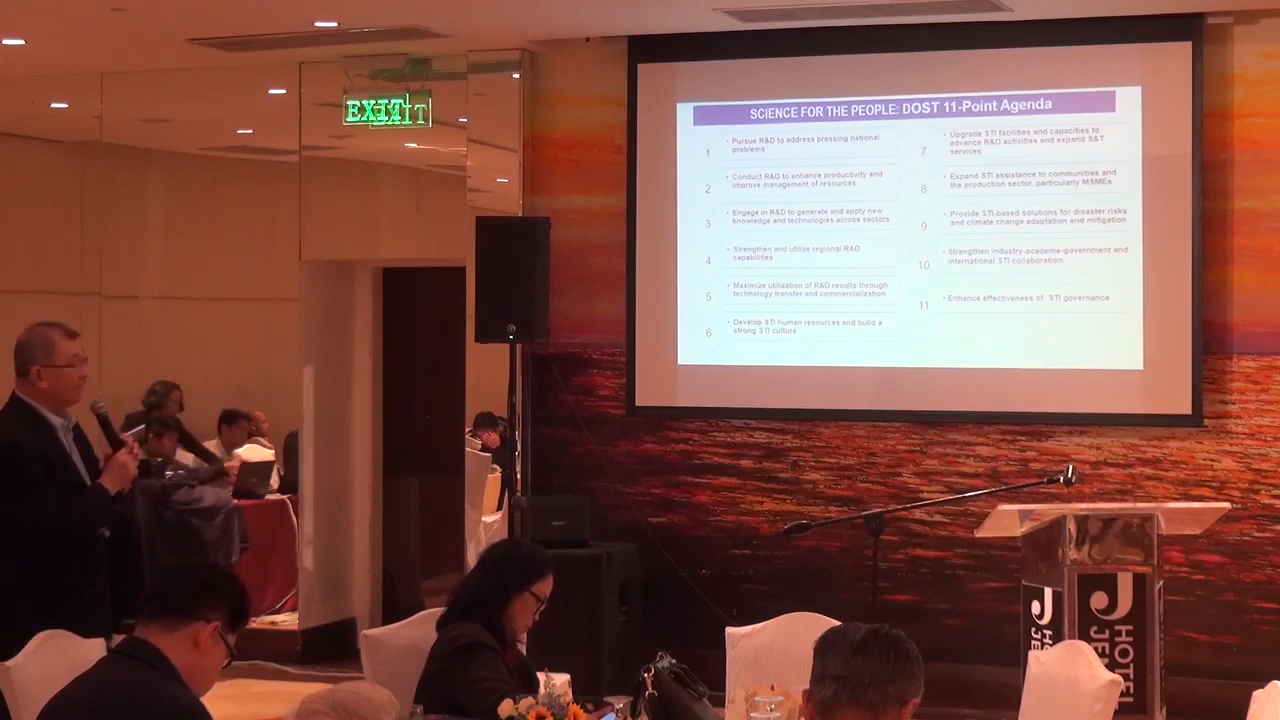 EXIT
SCIENCE FOR THE PEOPLE: DOST 11-Point Agenda
1
• Pursue R&D to address pressing national
problems
2
• Conduct R&D to enhance productivity and
improve management of resources
3
• Engage in R&D to generate and apply new
knowledge and technologies across sectors
4
• Strengthen and utilize regional R&D
capabilities
5
• Maximize utilization of R&D results through
technology transfer and commercialization
6
• Develop STI human resources and build a
strong STI culture
7
• Upgrade STI facilities and capacities to
advance R&D activities and expand S&T
services
8
• Expand STI assistance to communities and
the production sector, particularly MSMEs
9
• Provide STI-based solutions for disaster risks
and climate change adaptation and mitigation
10
• Strengthen industry-academe-government and
international STI collaboration
11
• Enhance effectiveness of STI governance
J
HOTEL